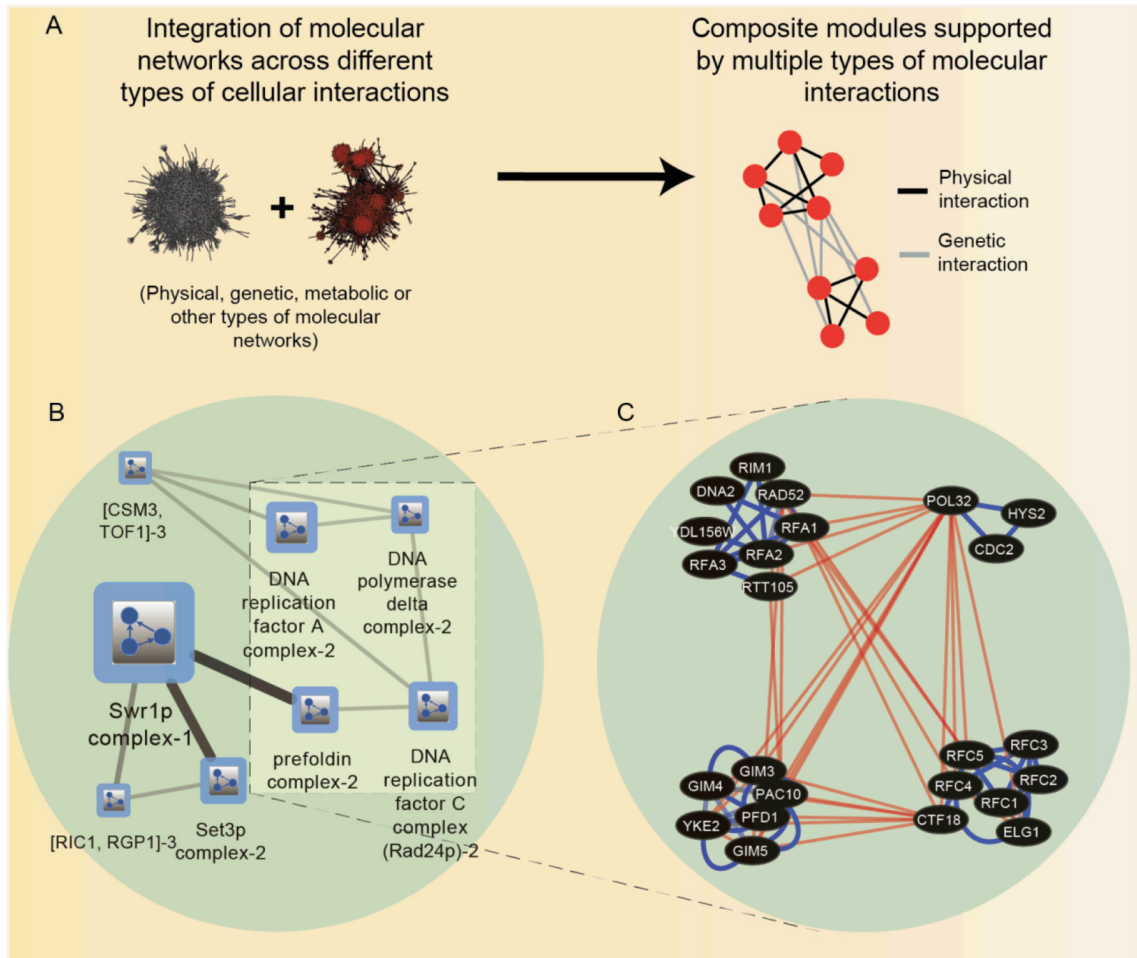 A
Integration of molecular
networks across different
types of cellular interactions
+
(Physical, genetic, metabolic or
other types of molecular
networks)
Composite modules supported
by multiple types of molecular
interactions
Physical
interaction
Genetic
interaction
B
[CSM3,
TOF1]-3
DNA
replication
factor A
complex-2
DNA
polymerase
delta
complex-2
Swr1p
complex-1
prefoldin
complex-2
DNA
replication
factor C
complex
(Rad24p)-2
[RIC1, RGP1]-3
Set3p
complex-2
C
RIM1
DNA2
RAD52
YDL156W
RFA1
RFA2
RFA3
RTT105
POL32
HYS2
CDC2
GIM3
GIM4
PAC10
YKE2
PFD1
GIM5
RFC5
RFC3
RFC4
RFC2
RFC1
CTF18
ELG1